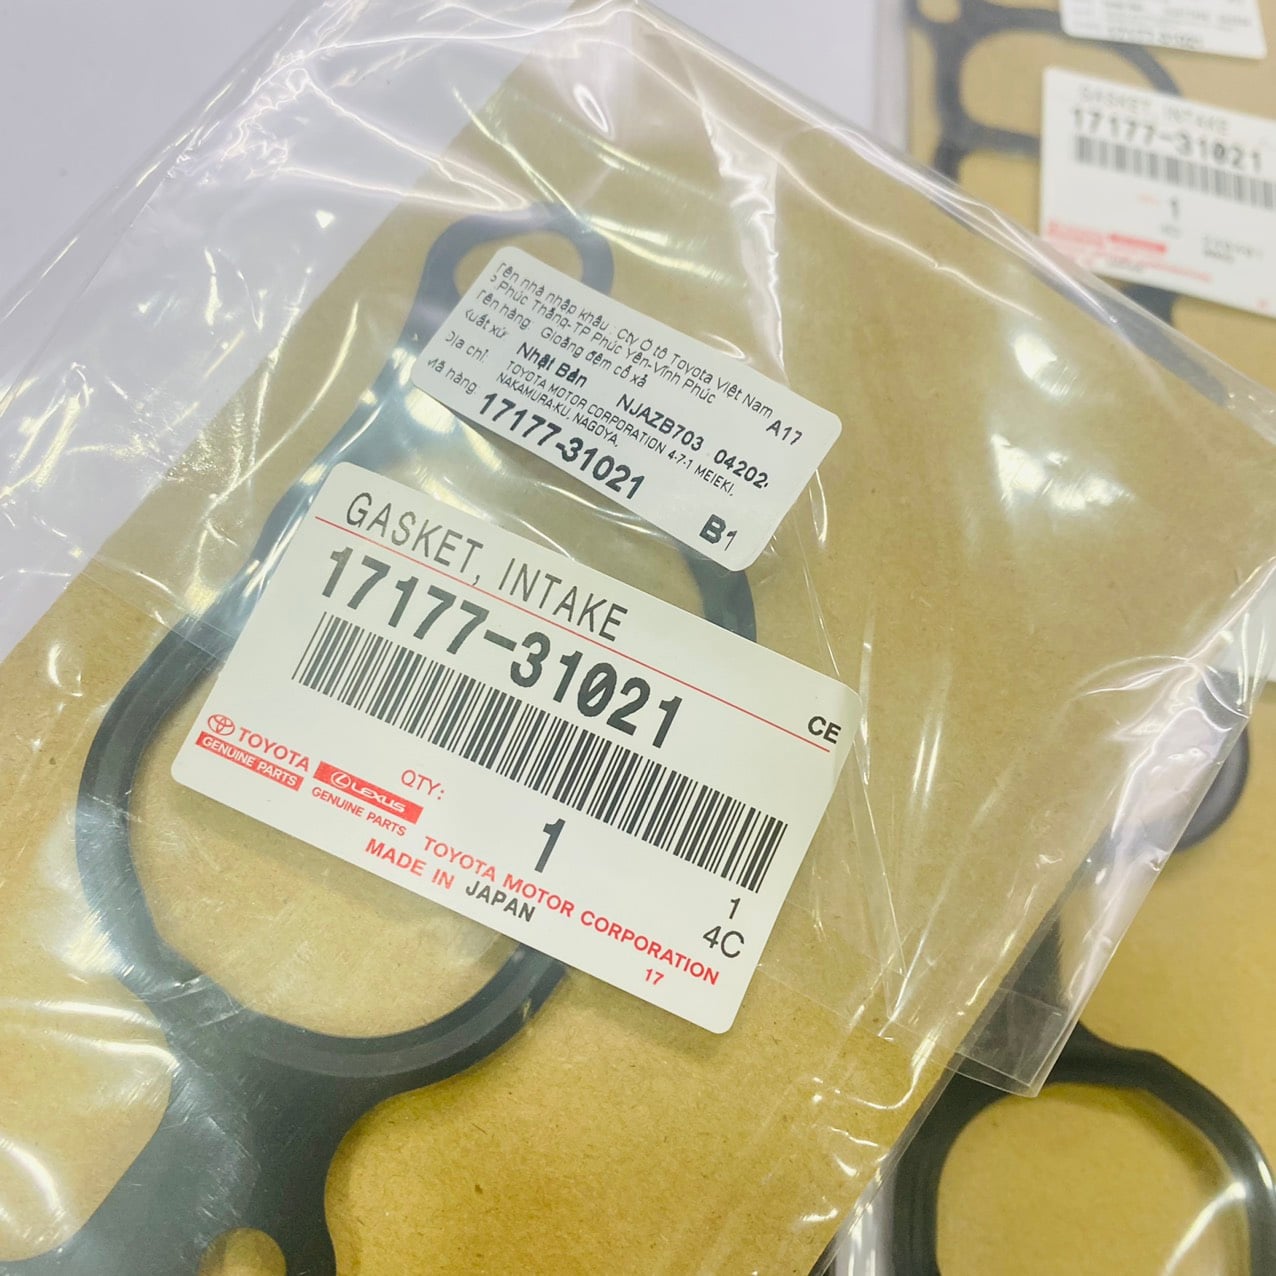 GASKET, INTAKE
17177-31021
1
17177-31021
Tên nhà nhập khẩu : Cty Ô tô Toyota Việt Nam A17
P Phúc Thắng-TP Phúc Yên-Vĩnh Phúc
Tên hàng: Gioăng đệm cổ xả
Xuất xứ Nhật Bản NJAZB703 04202
Địa chỉ: TOYOTA MOTOR CORPORATION 4-7-1 MEIEKI,
NAKAMURA-KU, NAGOYA,
Mã hàng 17177-31021
B1
GASKET, INTAKE
17177-31021
CE
TOYOTA
GENUINE PARTS
LEXUS
GENUINE PARTS
QTY:
1
1
4C
TOYOTA MOTOR CORPORATION
MADE IN JAPAN
17